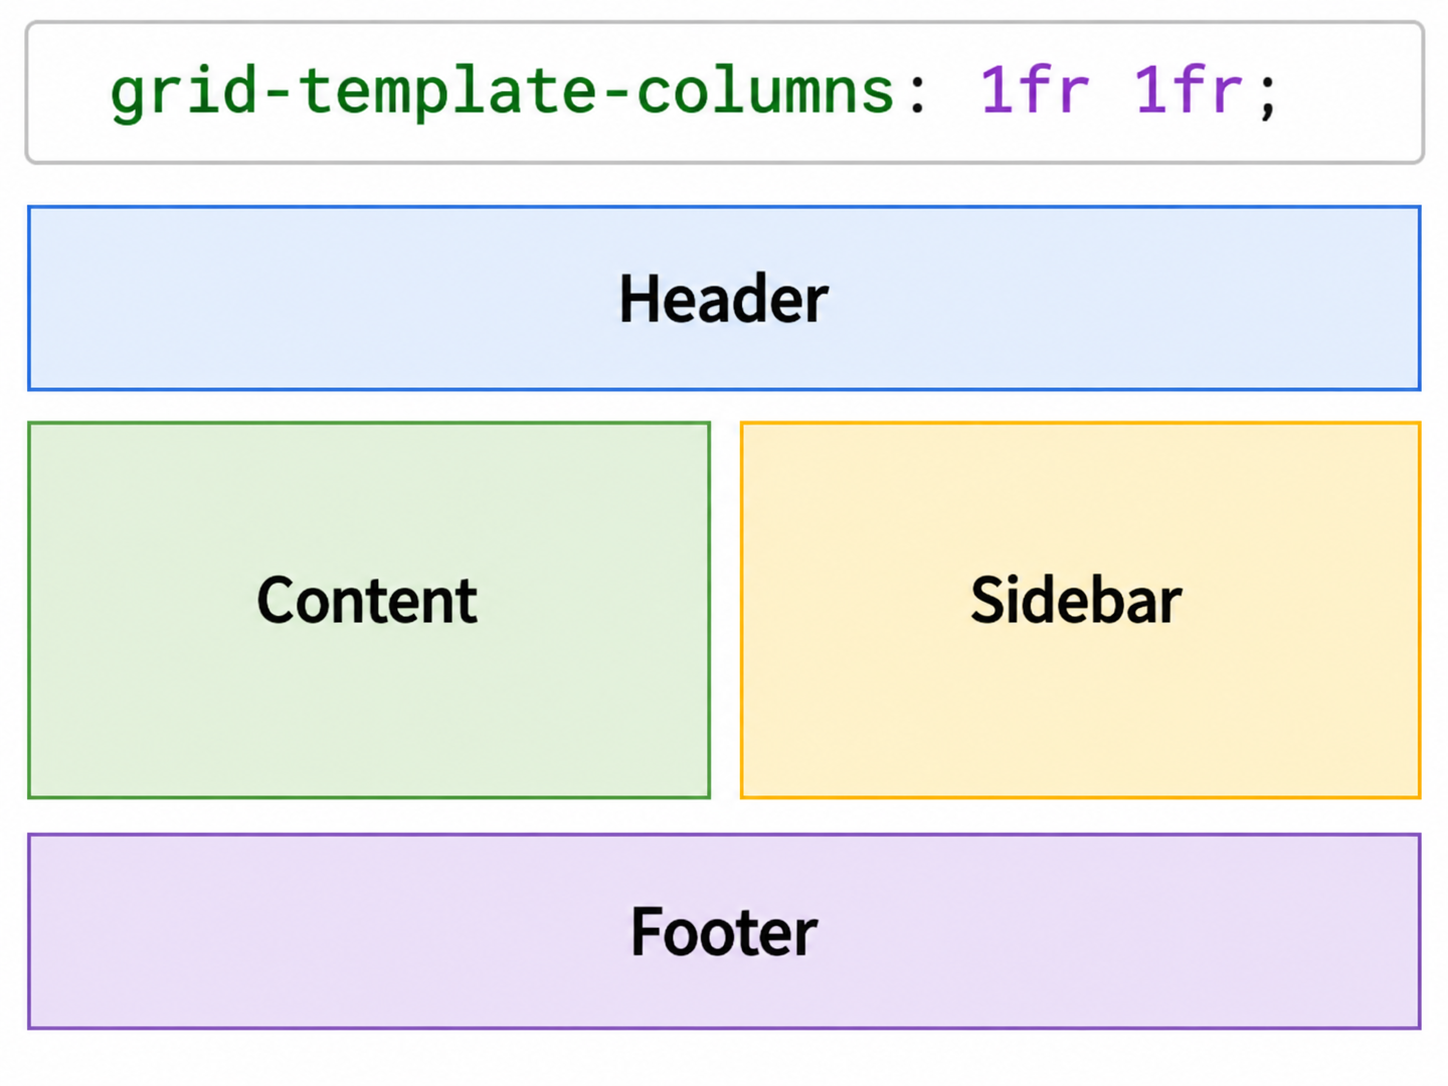 grid-template-columns: 1fr 1fr;
Header
Content
Sidebar
Footer